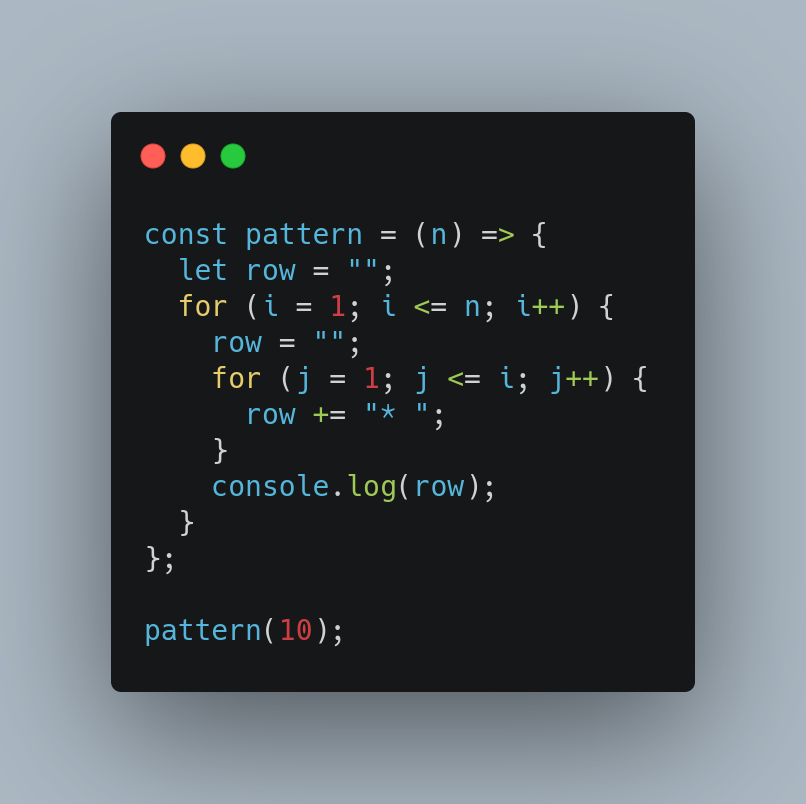 const pattern = (n) => {
  let row = "";
  for (i = 1; i <= n; i++) {
    row = "";
    for (j = 1; j <= i; j++) {
      row += "* ";
    }
    console.log(row);
  }
};

pattern(10);